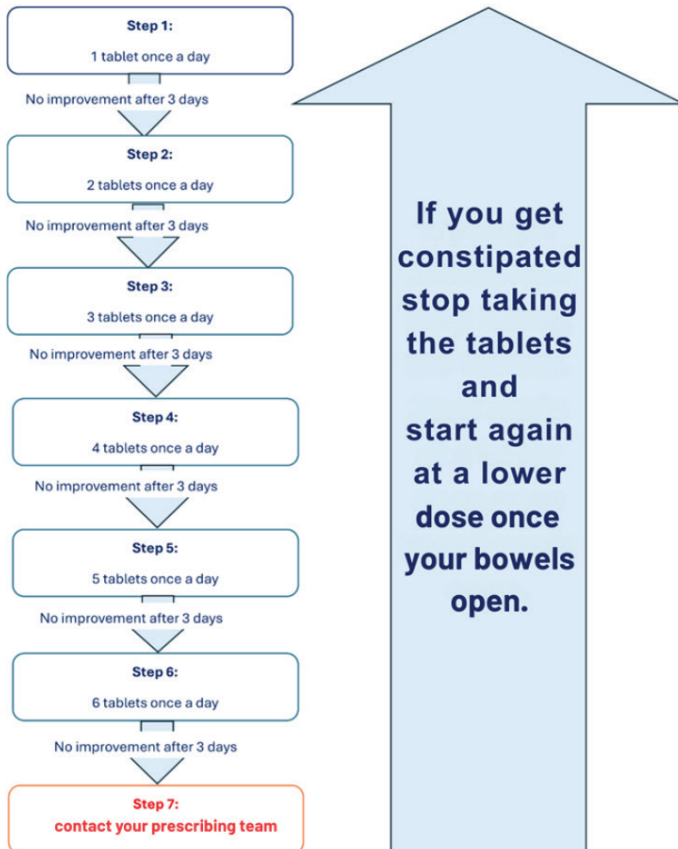 Step 1:
1 tablet once a day
No improvement after 3 days
Step 2:
2 tablets once a day
No improvement after 3 days
Step 3:
3 tablets once a day
No improvement after 3 days
Step 4:
4 tablets once a day
No improvement after 3 days
Step 5:
5 tablets once a day
No improvement after 3 days
Step 6:
6 tablets once a day
No improvement after 3 days
Step 7:
contact your prescribing team
If you get
constipated
stop taking
the tablets
and
start again
at a lower
dose once
your bowels
open.